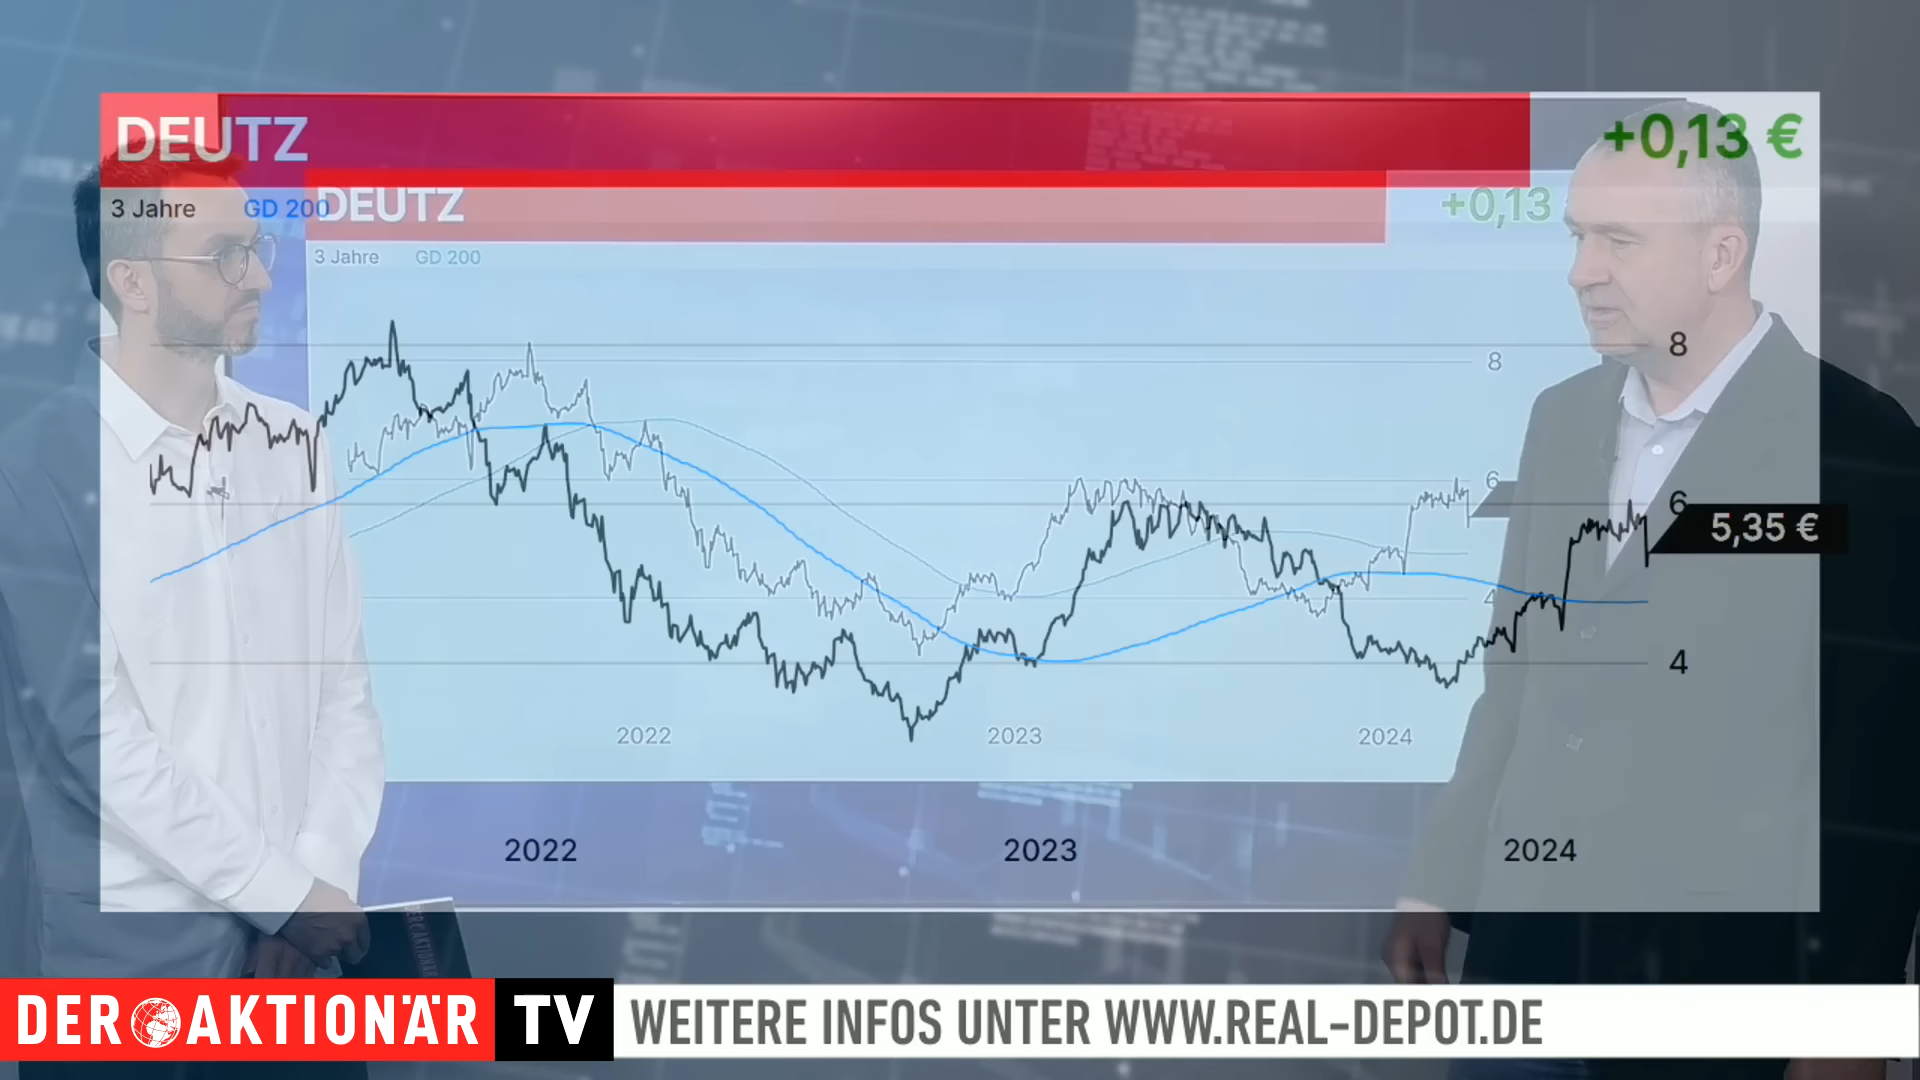 DEUTZ
+0,13 €
3 Jahre
GD 200
DEUTZ
+0,13
3 Jahre
GD 200
8
8
6
6
5,35 €
4
4
2022
2023
2024
2022
2023
2024
DER AKTIONÄR
DER AKTIONÄR TV
WEITERE INFOS UNTER WWW.REAL-DEPOT.DE